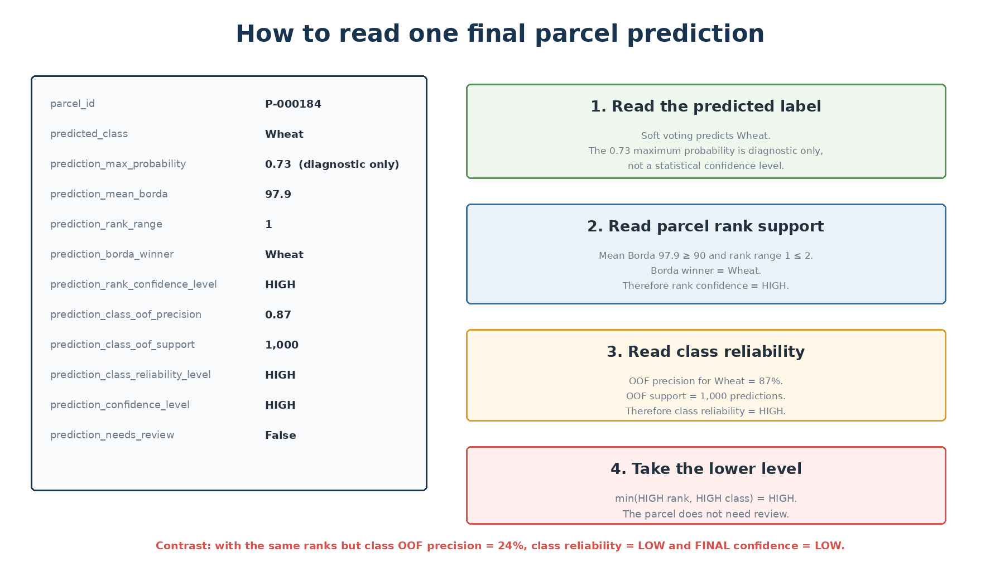 How to read one final parcel prediction
parcel_id P-000184
predicted_class Wheat
prediction_max_probability 0.73 (diagnostic only)
prediction_mean_borda 97.9
prediction_rank_range 1
prediction_borda_winner Wheat
prediction_rank_confidence_level HIGH
prediction_class_oof_precision 0.87
prediction_class_oof_support 1,000
prediction_class_reliability_level HIGH
prediction_confidence_level HIGH
prediction_needs_review False
1. Read the predicted label
Soft voting predicts Wheat.
The 0.73 maximum probability is diagnostic only,
not a statistical confidence level.
2. Read parcel rank support
Mean Borda 97.9 ≥ 90 and rank range 1 ≤ 2.
Borda winner = Wheat.
Therefore rank confidence = HIGH.
3. Read class reliability
OOF precision for Wheat = 87%.
OOF support = 1,000 predictions.
Therefore class reliability = HIGH.
4. Take the lower level
min(HIGH rank, HIGH class) = HIGH.
The parcel does not need review.
Contrast: with the same ranks but class OOF precision = 24%, class reliability = LOW and FINAL confidence = LOW.